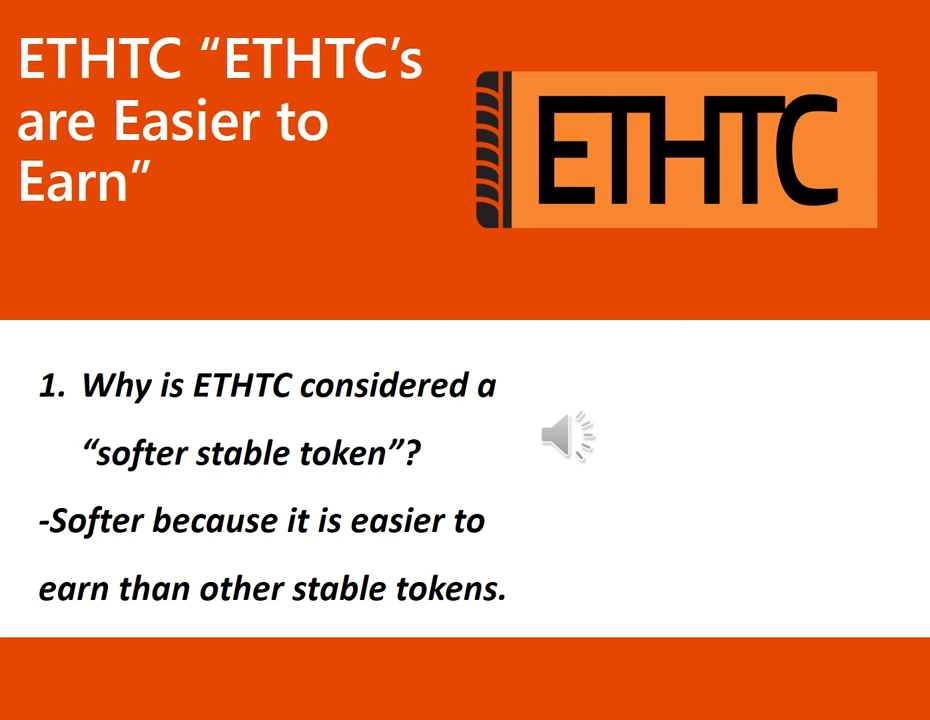 ETHTC “ETHTC’s
are Easier to
Earn”
ETHTC
1. Why is ETHTC considered a
“softer stable token”?
-Softer because it is easier to
earn than other stable tokens.